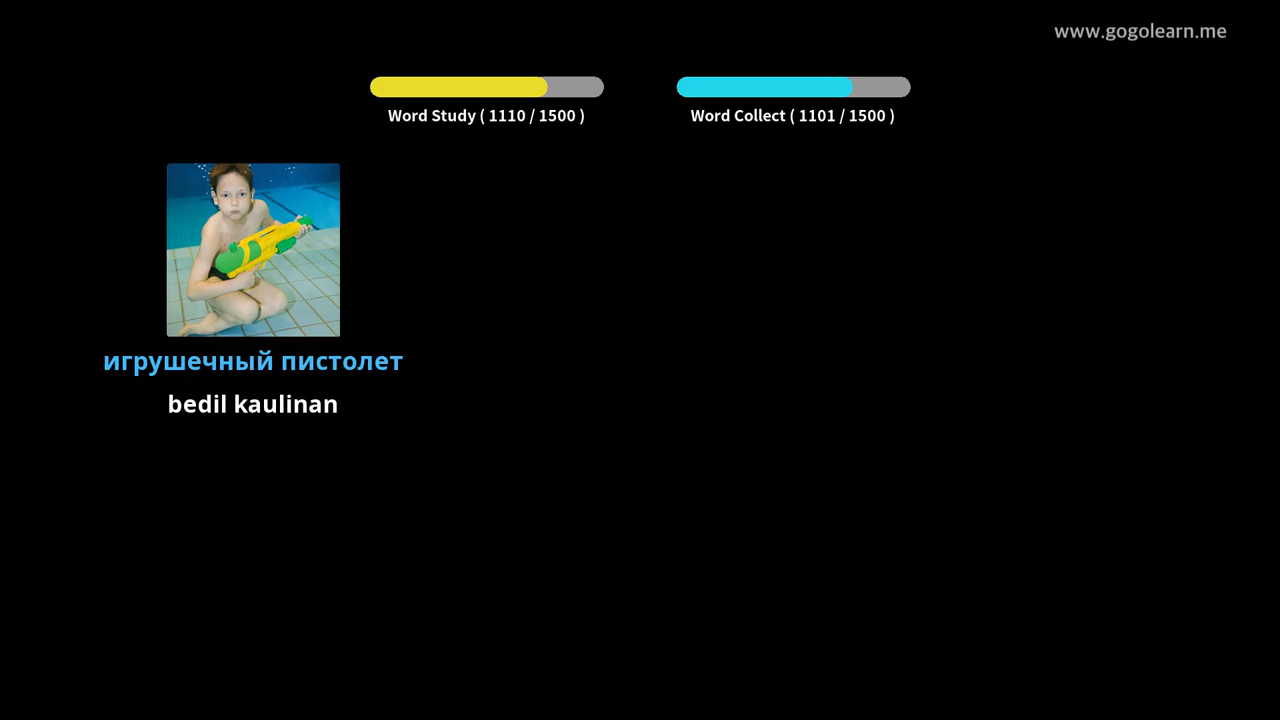 www.gogolearn.me
Word Study ( 1110 / 1500 )
Word Collect ( 1101 / 1500 )
игрушечный пистолет
bedil kaulinan